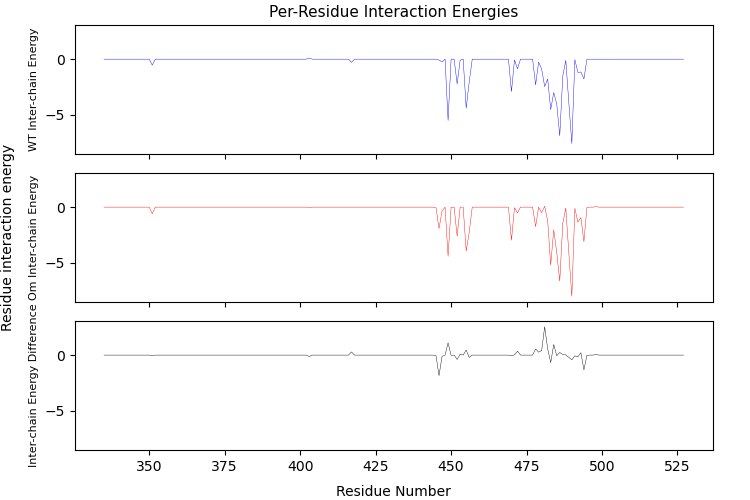 Per-Residue Interaction Energies
Residue interaction energy
WT Inter-chain Energy
0
−5
Om Inter-chain Energy
0
−5
Inter-chain Energy Difference
0
−5
350 375 400 425 450 475 500 525
Residue Number